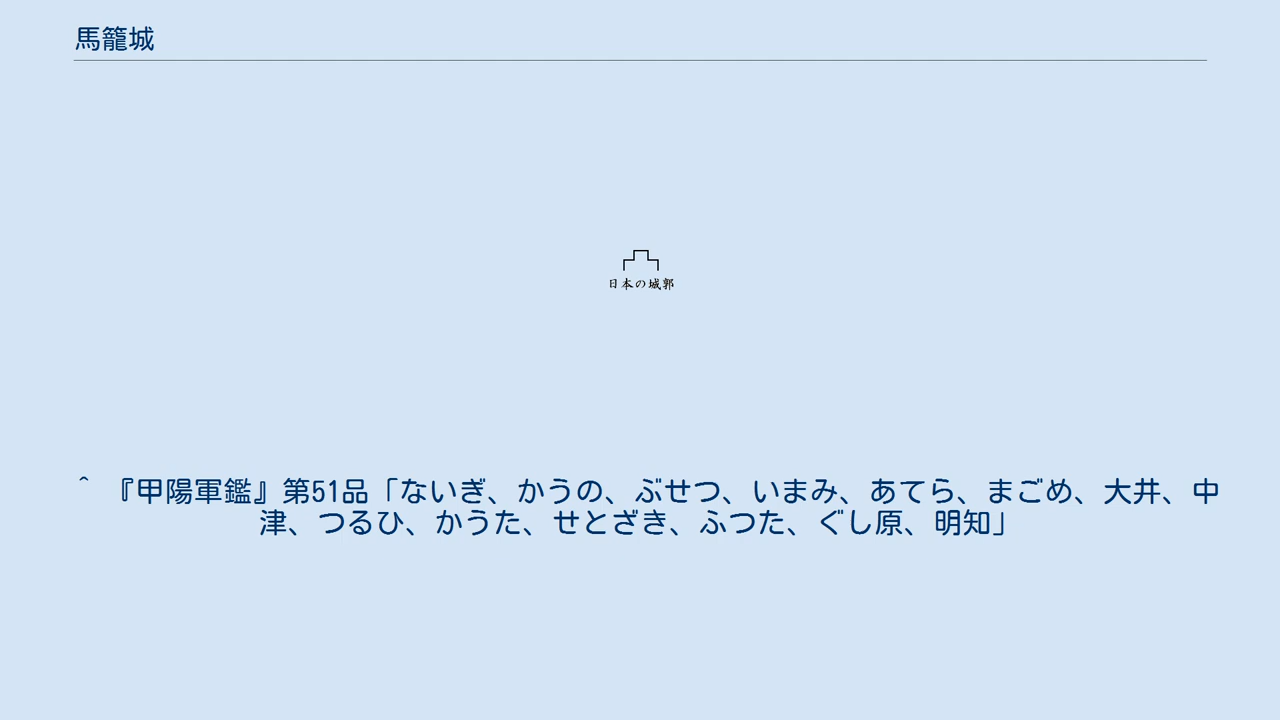 馬籠城
日本の城郭
^ 『甲陽軍鑑』第51品「ないぎ、かうの、ぶせつ、いまみ、あてら、まごめ、大井、中
津、つるひ、かうた、せとざき、ふつた、ぐし原、明知」